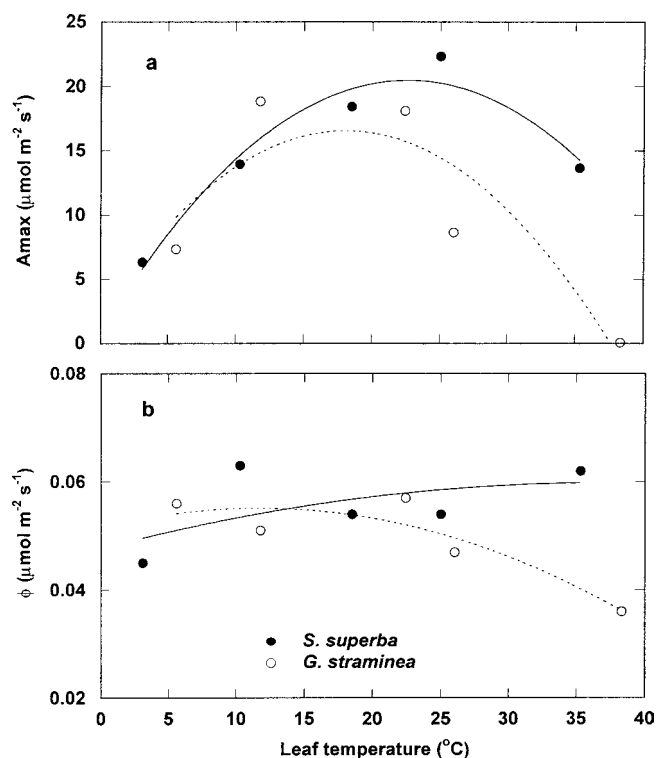 25
a
20
15
10
5
0
Amax (μmol m⁻² s⁻¹)
0.08
b
0.06
0.04
0.02
ϕ (μmol m⁻² s⁻¹)
S. superba
G. straminea
0 5 10 15 20 25 30 35 40
Leaf temperature (°C)